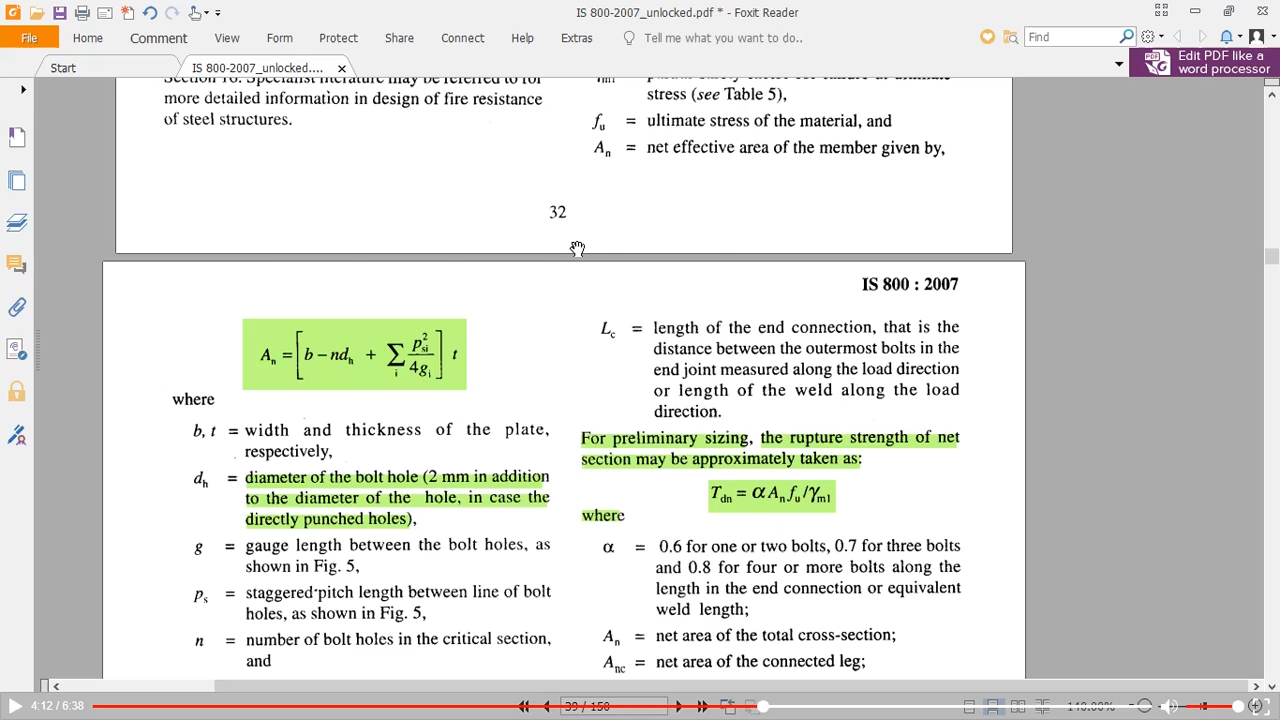 IS 800-2007_unlocked.pdf * - Foxit Reader
File Home Comment View Form Protect Share Connect Help Extras Tell me what you want to do.. Find
Start IS 800-2007_unlocked.... × Edit PDF like a
word processor
Section 16. Specialist literature may be referred to for
more detailed information in design of fire resistance
of steel structures.
stress (see Table 5),
fu = ultimate stress of the material, and
An = net effective area of the member given by,
32
IS 800 : 2007
An = [b – ndh + ∑i psi²/4gi] t
where
b, t = width and thickness of the plate,
respectively,
dh = diameter of the bolt hole (2 mm in addition
to the diameter of the hole, in case the
directly punched holes),
g = gauge length between the bolt holes, as
shown in Fig. 5,
ps = staggered pitch length between line of bolt
holes, as shown in Fig. 5,
n = number of bolt holes in the critical section,
and
Lc = length of the end connection, that is the
distance between the outermost bolts in the
end joint measured along the load direction
or length of the weld along the load
direction.
For preliminary sizing, the rupture strength of net
section may be approximately taken as:
Tdn = α An fu /γm1
where
α = 0.6 for one or two bolts, 0.7 for three bolts
and 0.8 for four or more bolts along the
length in the end connection or equivalent
weld length;
An = net area of the total cross-section;
Anc = net area of the connected leg;
4:12 / 6:38